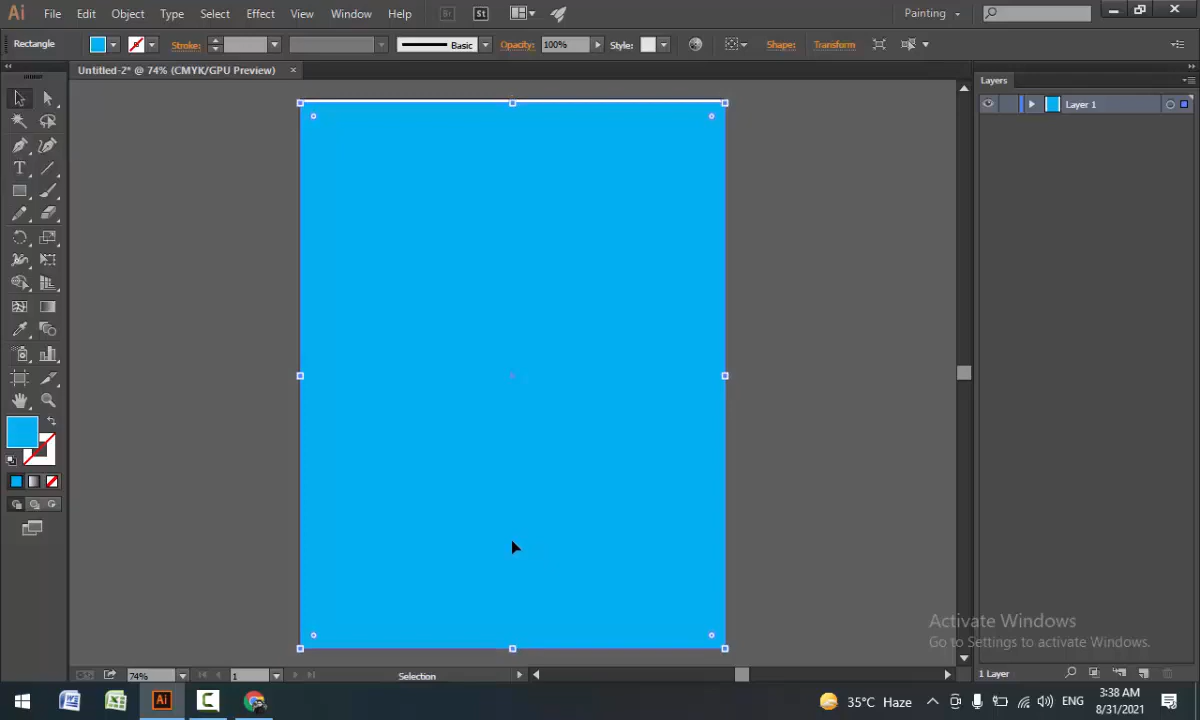 Ai File Edit Object Type Select Effect View Window Help Br St Painting
Rectangle Stroke: Basic Opacity: 100% Style: Shape: Transform
Untitled-2* @ 74% (CMYK/GPU Preview) ×
Layers
Layer 1
Activate Windows
Go to Settings to activate Windows.
74% 1 Selection 1 Layer
Ai C 35°C Haze ENG 3:38 AM
8/31/2021